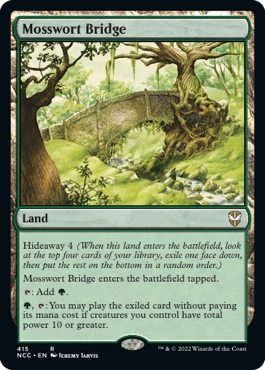 Mosswort Bridge
Land
Hideaway 4 (When this land enters the battlefield, look
at the top four cards of your library, exile one face down,
then put the rest on the bottom in a random order.)
Mosswort Bridge enters the battlefield tapped.
: Add .
, :You may play the exiled card without paying
its mana cost if creatures you control have total
power 10 or greater.
415 R
NCC • EN Jeremy Jarvis
™ & © 2022 Wizards of the Coast